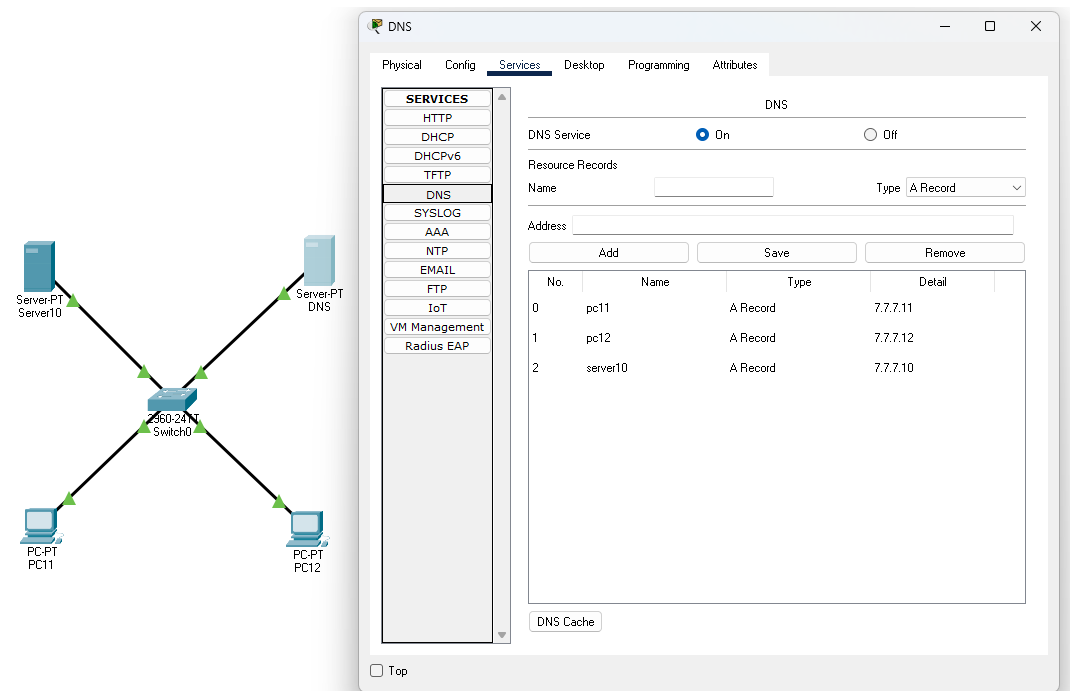 DNS
Physical Config Services Desktop Programming Attributes
SERVICES
HTTP
DHCP
DHCPv6
TFTP
DNS
SYSLOG
AAA
NTP
EMAIL
FTP
IoT
VM Management
Radius EAP
DNS
DNS Service On Off
Resource Records
Name Type A Record
Address
Add Save Remove
No. Name Type Detail
0 pc11 A Record 7.7.7.11
1 pc12 A Record 7.7.7.12
2 server10 A Record 7.7.7.10
DNS Cache
Top
Server-PT
Server10
Server-PT
DNS
2960-24TT
Switch0
PC-PT
PC11
PC-PT
PC12